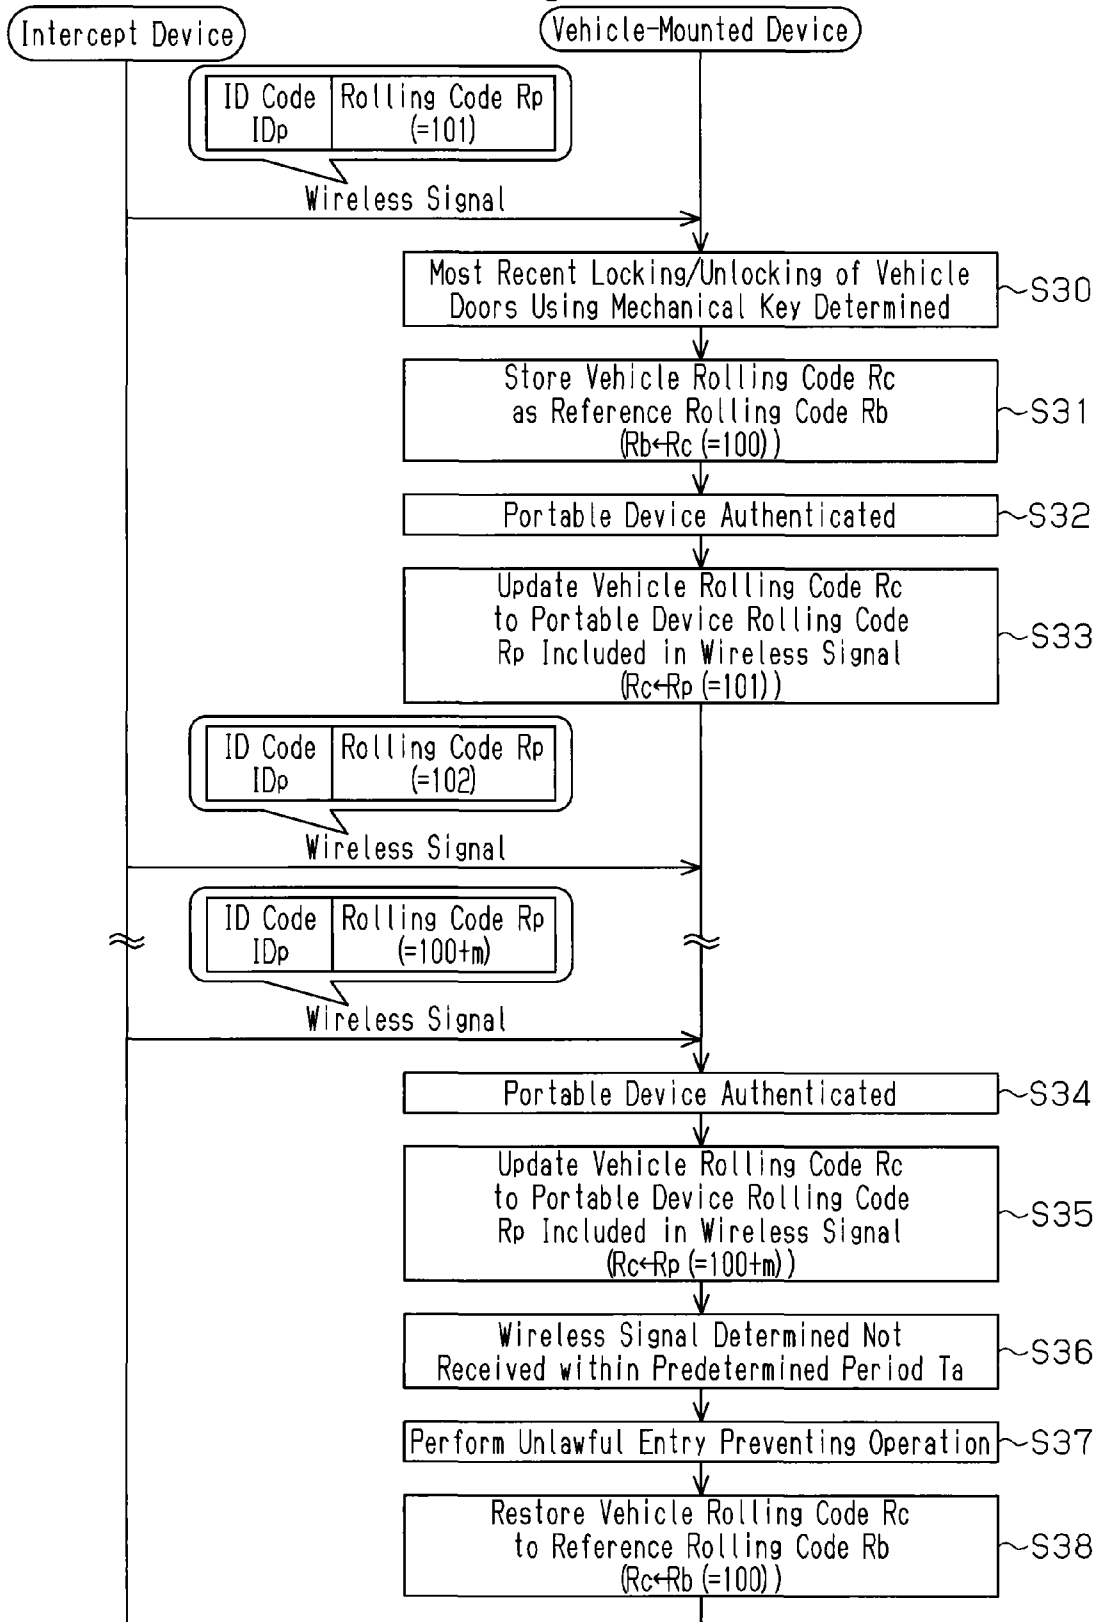 Intercept Device
Vehicle-Mounted Device
ID Code
IDp
Rolling Code Rp
(=101)
Wireless Signal
Most Recent Locking/Unlocking of Vehicle
Doors Using Mechanical Key Determined
S30
Store Vehicle Rolling Code Rc
as Reference Rolling Code Rb
(Rb←Rc (=100))
S31
Portable Device Authenticated
S32
Update Vehicle Rolling Code Rc
to Portable Device Rolling Code
Rp Included in Wireless Signal
(Rc←Rp (=101))
S33
ID Code
IDp
Rolling Code Rp
(=102)
Wireless Signal
ID Code
IDp
Rolling Code Rp
(=100+m)
Wireless Signal
Portable Device Authenticated
S34
Update Vehicle Rolling Code Rc
to Portable Device Rolling Code
Rp Included in Wireless Signal
(Rc←Rp (=100+m))
S35
Wireless Signal Determined Not
Received within Predetermined Period Ta
S36
Perform Unlawful Entry Preventing Operation
S37
Restore Vehicle Rolling Code Rc
to Reference Rolling Code Rb
(Rc←Rb (=100))
S38